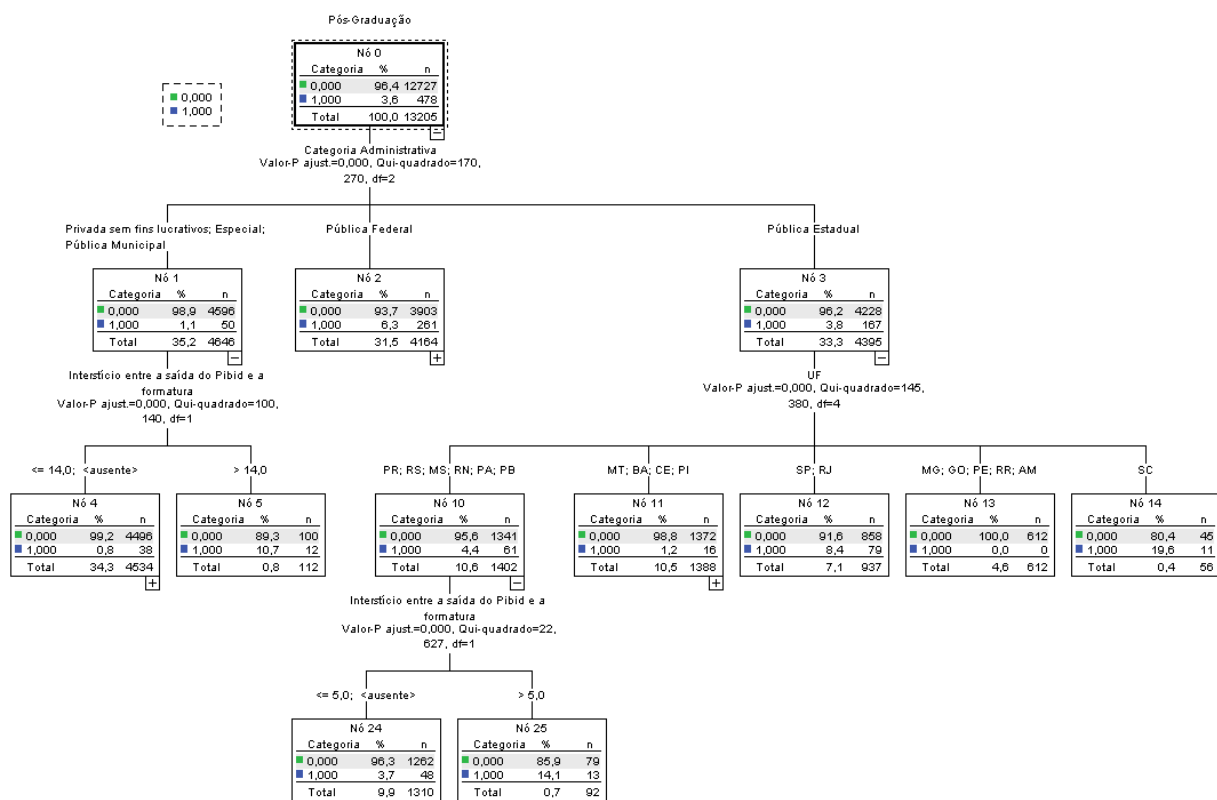 Pós-Graduação
Nó 0
Categoria % n
0,000 96,4 12727
1,000 3,6 478
Total 100,0 13205
0,000
1,000
Categoria Administrativa
Valor-P ajust.=0,000, Qui-quadrado=170,
270, df=2
Privada sem fins lucrativos; Especial;
Pública Municipal
Pública Federal
Pública Estadual
Nó 1
Categoria % n
0,000 98,9 4596
1,000 1,1 50
Total 35,2 4646
Nó 2
Categoria % n
0,000 93,7 3903
1,000 6,3 261
Total 31,5 4164
Nó 3
Categoria % n
0,000 96,2 4228
1,000 3,8 167
Total 33,3 4395
Interstício entre a saída do Pibid e a
formatura
Valor-P ajust.=0,000, Qui-quadrado=100,
140, df=1
UF
Valor-P ajust.=0,000, Qui-quadrado=145,
380, df=4
<= 14,0; <ausente>
> 14,0
PR; RS; MS; RN; PA; PB
MT; BA; CE; PI
SP; RJ
MG; GO; PE; RR; AM
SC
Nó 4
Categoria % n
0,000 99,2 4496
1,000 0,8 38
Total 34,3 4534
Nó 5
Categoria % n
0,000 89,3 100
1,000 10,7 12
Total 0,8 112
Nó 10
Categoria % n
0,000 95,6 1341
1,000 4,4 61
Total 10,6 1402
Nó 11
Categoria % n
0,000 98,8 1372
1,000 1,2 16
Total 10,5 1388
Nó 12
Categoria % n
0,000 91,6 858
1,000 8,4 79
Total 7,1 937
Nó 13
Categoria % n
0,000 100,0 612
1,000 0,0 0
Total 4,6 612
Nó 14
Categoria % n
0,000 80,4 45
1,000 19,6 11
Total 0,4 56
Interstício entre a saída do Pibid e a
formatura
Valor-P ajust.=0,000, Qui-quadrado=22,
627, df=1
<= 5,0; <ausente>
> 5,0
Nó 24
Categoria % n
0,000 96,3 1262
1,000 3,7 48
Total 9,9 1310
Nó 25
Categoria % n
0,000 85,9 79
1,000 14,1 13
Total 0,7 92